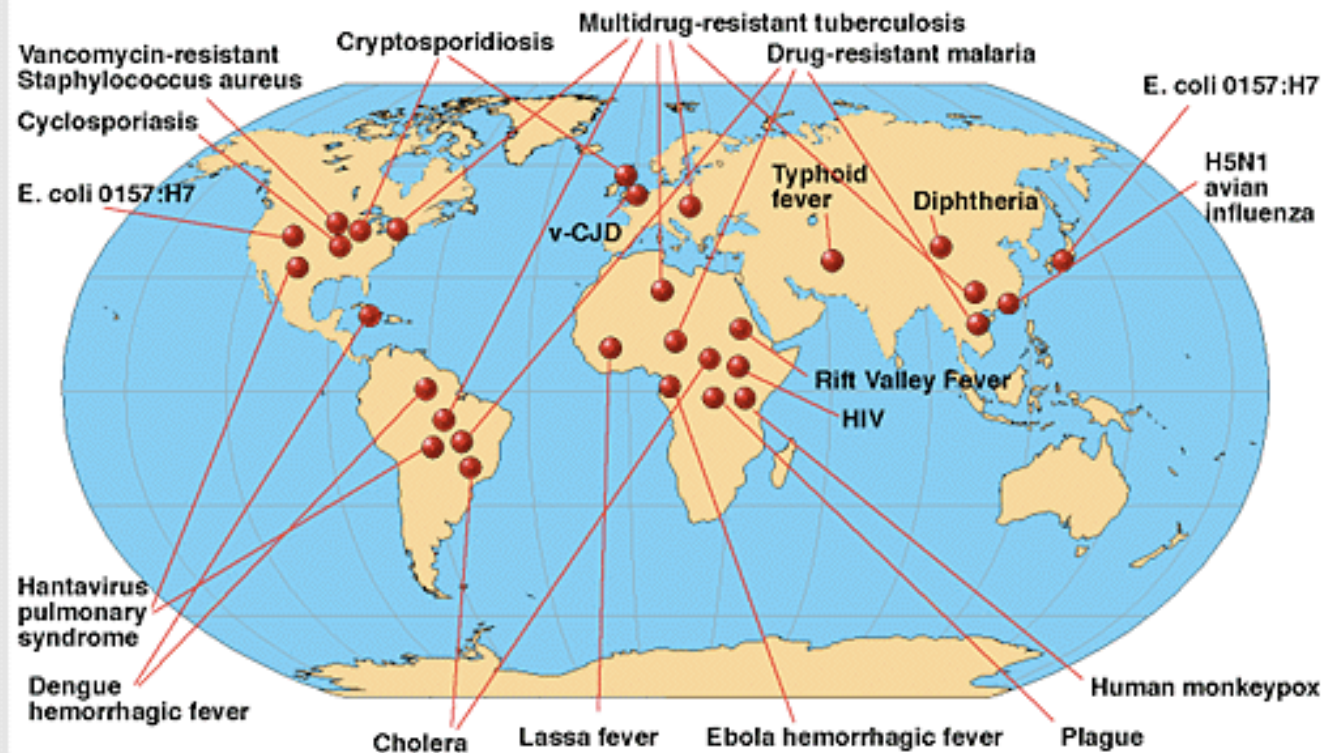 Multidrug-resistant tuberculosis
Cryptosporidiosis
Drug-resistant malaria
Vancomycin-resistant
Staphylococcus aureus
E. coli 0157:H7
Cyclosporiasis
H5N1
avian
influenza
Typhoid
fever
E. coli 0157:H7
Diphtheria
v-CJD
Rift Valley Fever
HIV
Hantavirus
pulmonary
syndrome
Dengue
hemorrhagic fever
Human monkeypox
Cholera
Lassa fever
Ebola hemorrhagic fever
Plague